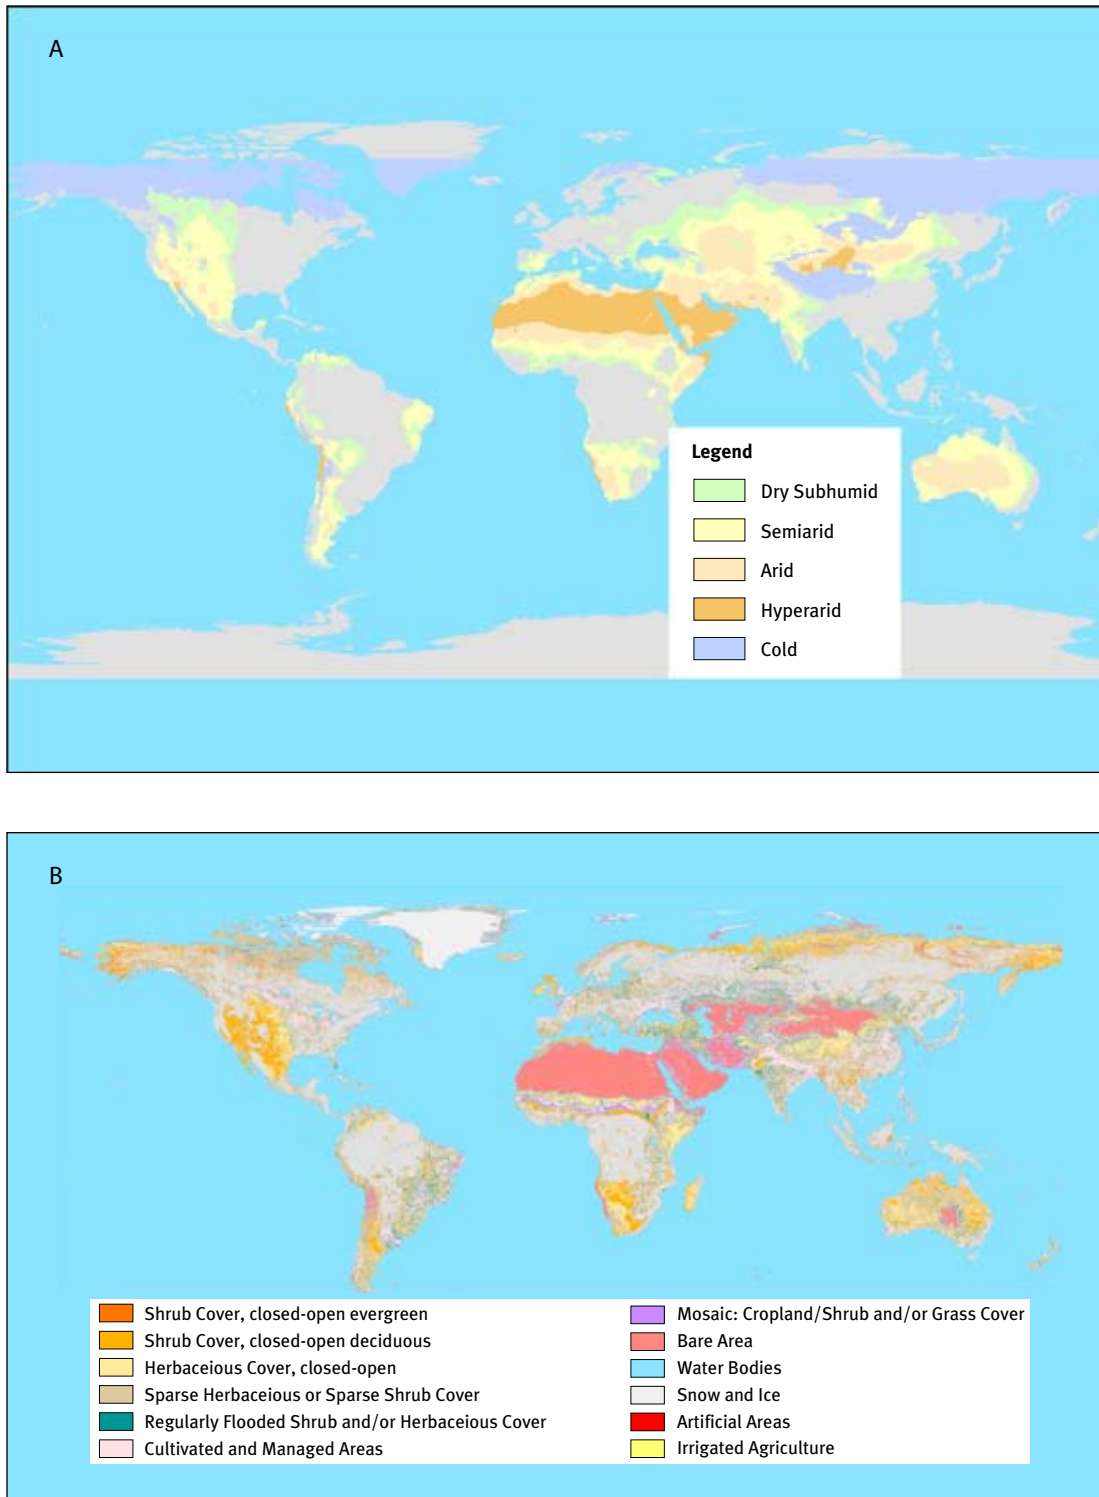 A
Legend
Dry Subhumid
Semiarid
Arid
Hyperarid
Cold
B
Shrub Cover, closed-open evergreen
Shrub Cover, closed-open deciduous
Herbaceious Cover, closed-open
Sparse Herbaceious or Sparse Shrub Cover
Regularly Flooded Shrub and/or Herbaceious Cover
Cultivated and Managed Areas
Mosaic: Cropland/Shrub and/or Grass Cover
Bare Area
Water Bodies
Snow and Ice
Artificial Areas
Irrigated Agriculture